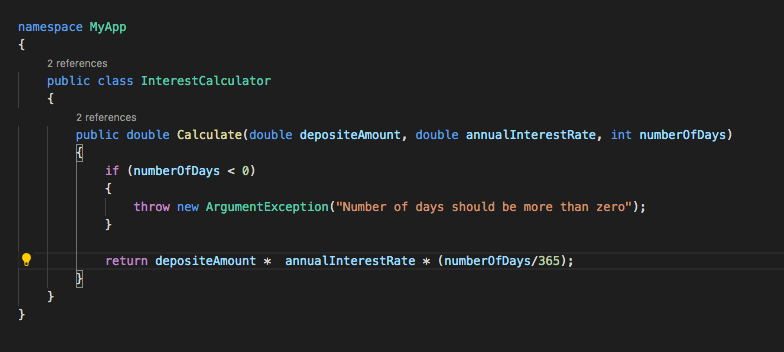 namespace MyApp
{
2 references
public class InterestCalculator
{
2 references
public double Calculate(double depositeAmount, double annualInterestRate, int numberOfDays)
{
if (numberOfDays < 0)
{
throw new ArgumentException("Number of days should be more than zero");
}
return depositeAmount *  annualInterestRate * (numberOfDays/365);
}
}
}